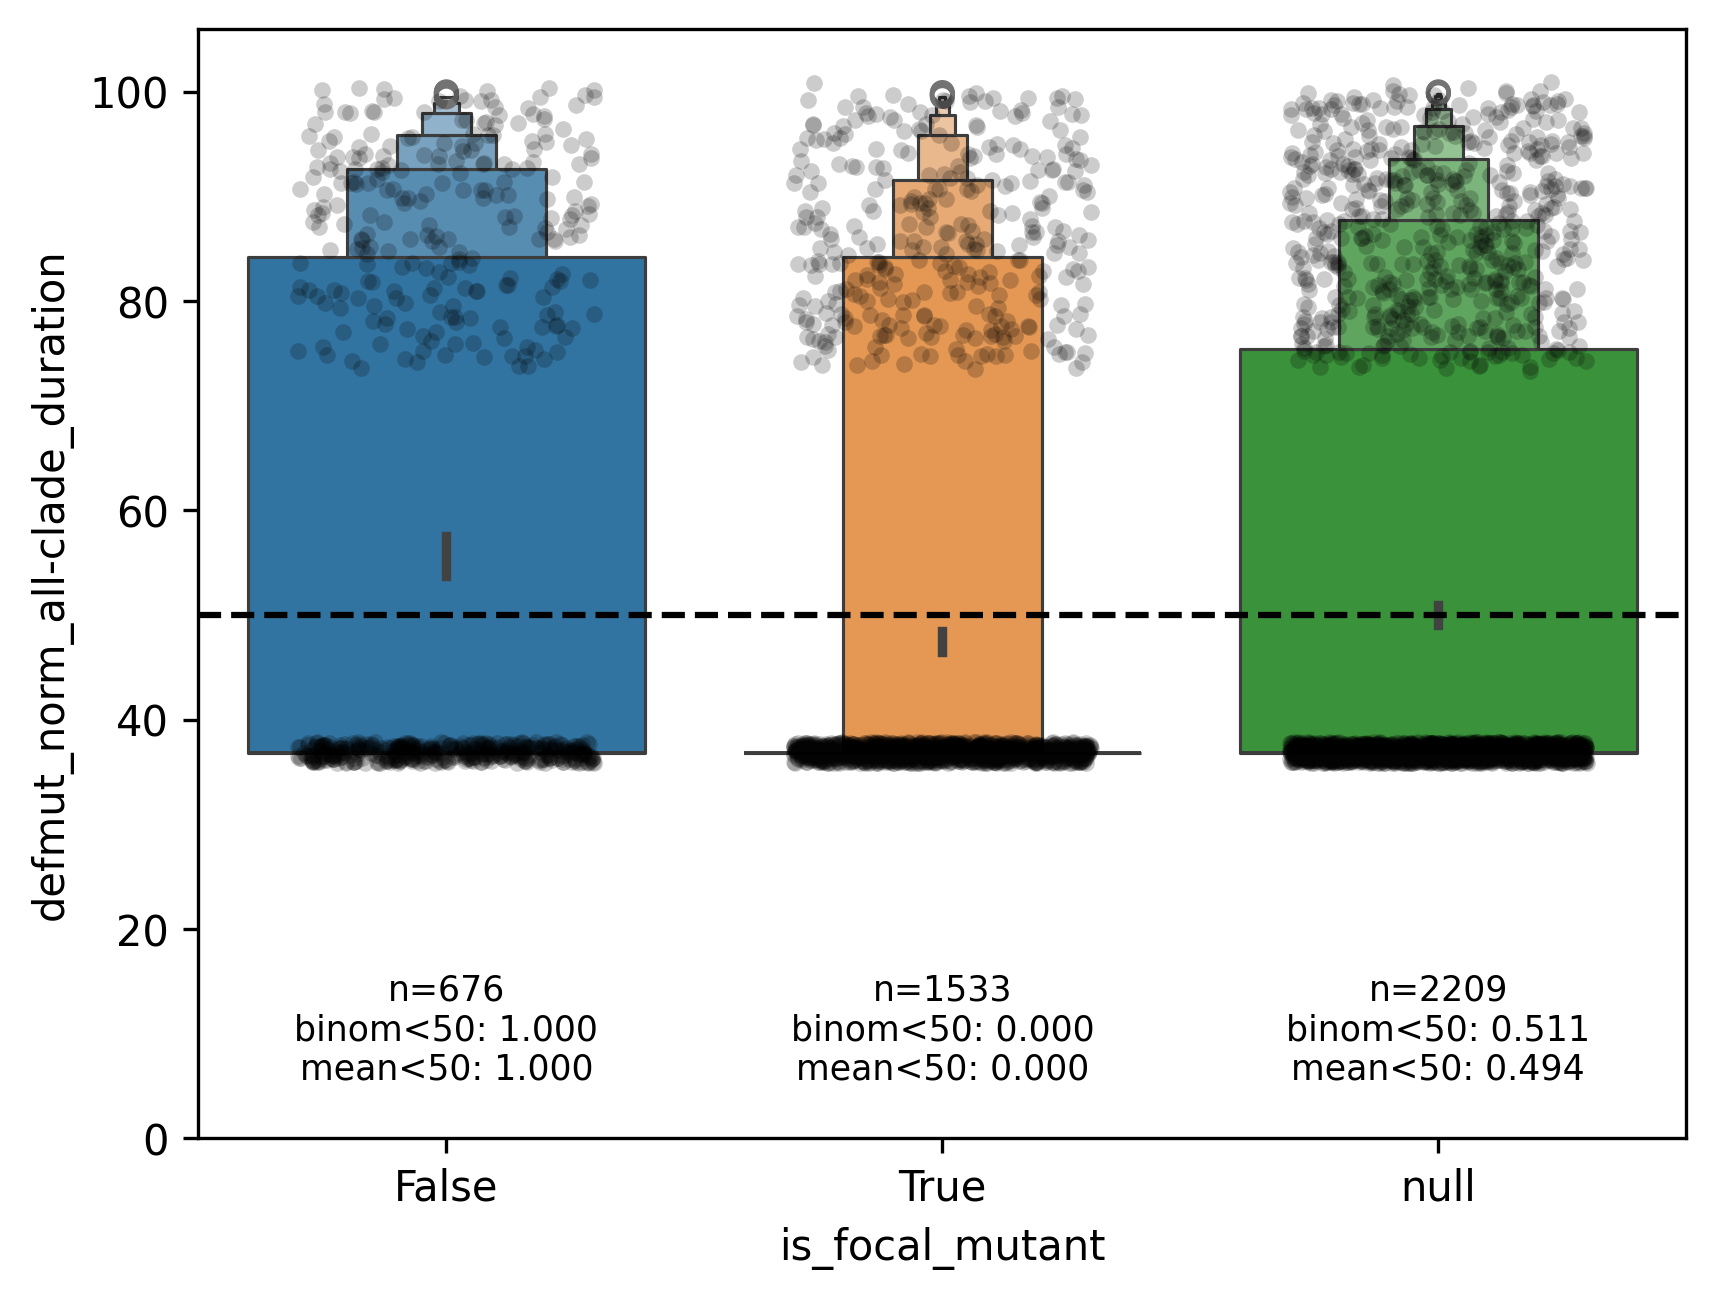 defmut_norm_all-clade_duration
100
80
60
40
20
0
n=676
binom<50: 1.000
mean<50: 1.000
n=1533
binom<50: 0.000
mean<50: 0.000
n=2209
binom<50: 0.511
mean<50: 0.494
False
True
null
is_focal_mutant